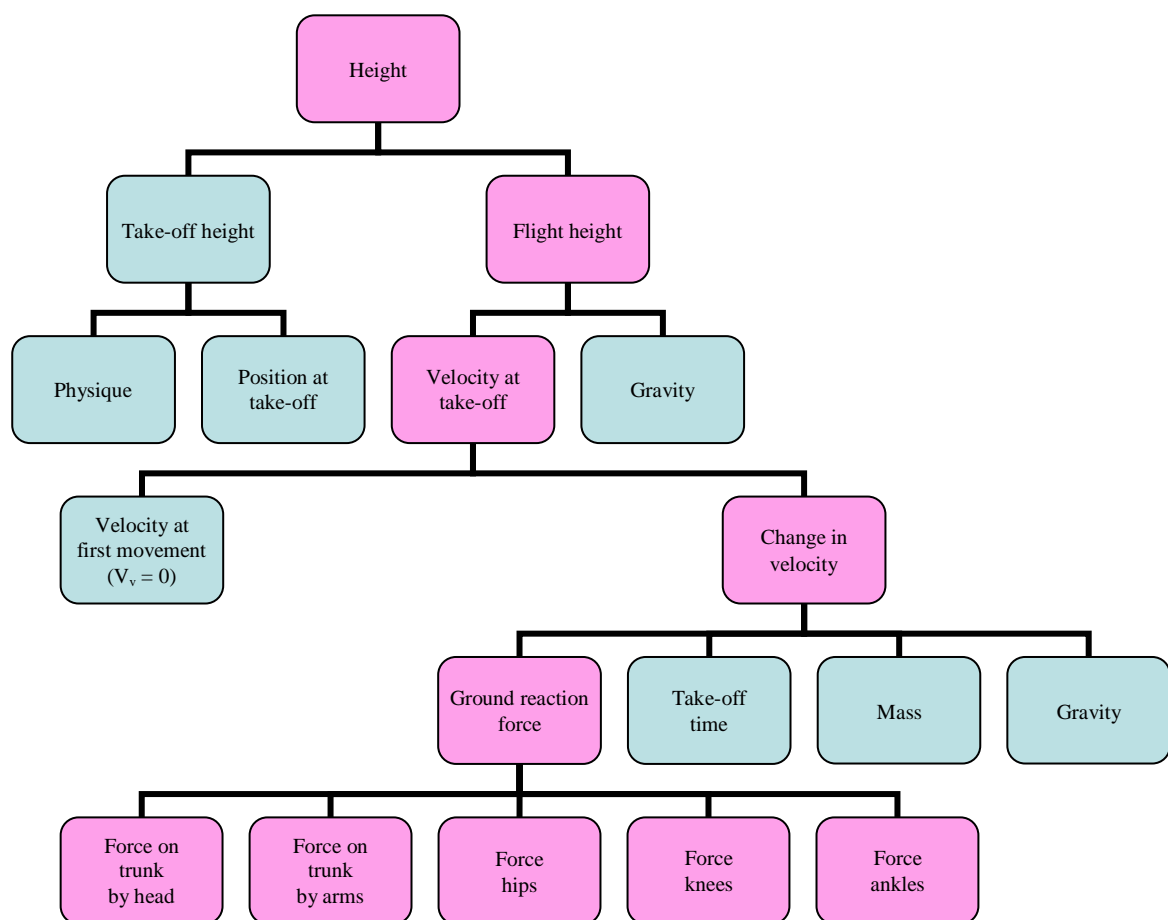 Height
Take-off height
Flight height
Physique
Position at
take-off
Velocity at
take-off
Gravity
Velocity at
first movement
(Vᵥ = 0)
Change in
velocity
Ground reaction
force
Take-off
time
Mass
Gravity
Force on
trunk
by head
Force on
trunk
by arms
Force
hips
Force
knees
Force
ankles